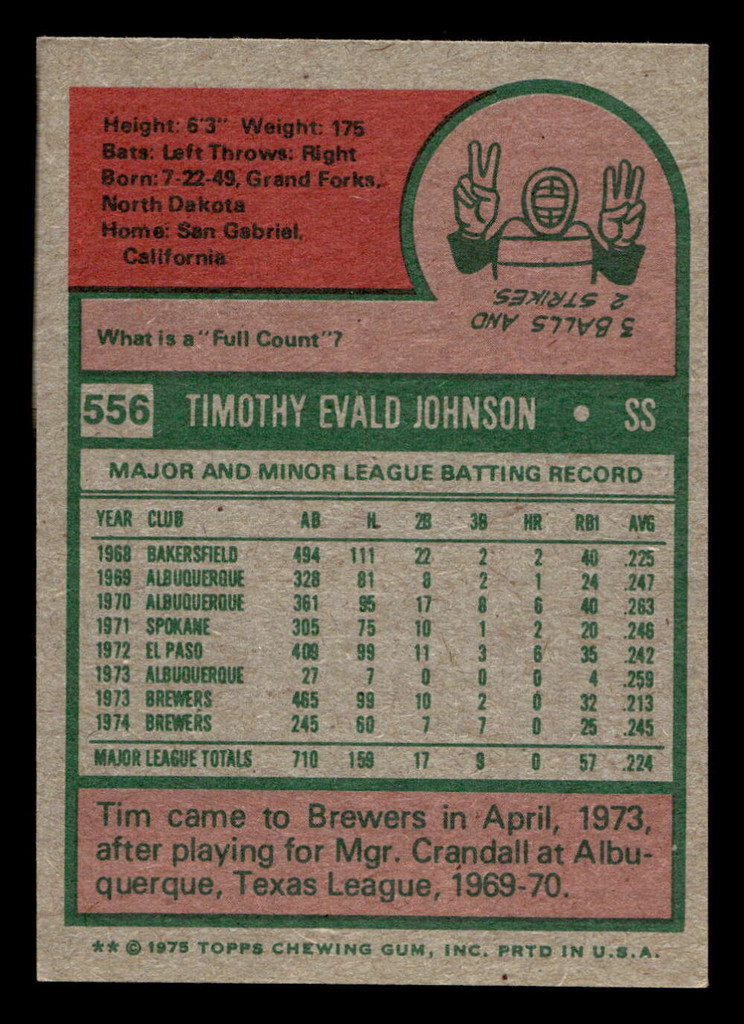 Height: 6'3" Weight: 175
Bats: Left Throws: Right
Born: 7-22-49, Grand Forks,
North Dakota
Home: San Gabriel,
California
What is a "Full Count"?
3 BALLS AND
2 STRIKES.
556 TIMOTHY EVALD JOHNSON • SS
MAJOR AND MINOR LEAGUE BATTING RECORD
YEAR CLUB AB H. 2B 3B HR RBI AVG
1968 BAKERSFIELD 494 111 22 2 2 40 .225
1969 ALBUQUERQUE 328 81 8 2 1 24 .247
1970 ALBUQUERQUE 361 95 17 8 6 40 .263
1971 SPOKANE 305 75 10 1 2 20 .246
1972 EL PASO 409 99 11 3 6 35 .242
1973 ALBUQUERQUE 27 7 0 0 0 4 .259
1973 BREWERS 465 99 10 2 0 32 .213
1974 BREWERS 245 60 7 7 0 25 .245
MAJOR LEAGUE TOTALS 710 159 17 9 0 57 .224
Tim came to Brewers in April, 1973,
after playing for Mgr. Crandall at Albu-
querque, Texas League, 1969-70.
** © 1975 TOPPS CHEWING GUM, INC. PRTD IN U.S.A.